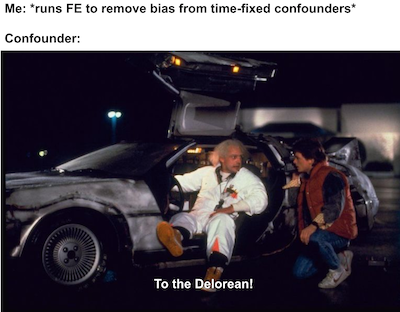 Me: *runs FE to remove bias from time-fixed confounders*
Confounder:
To the Delorean!